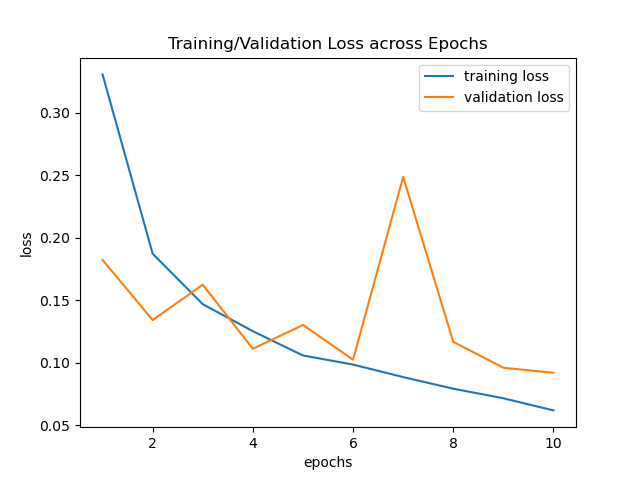 Training/Validation Loss across Epochs
training loss
validation loss
0.30
0.25
0.20
0.15
0.10
0.05
loss
2
4
6
8
10
epochs